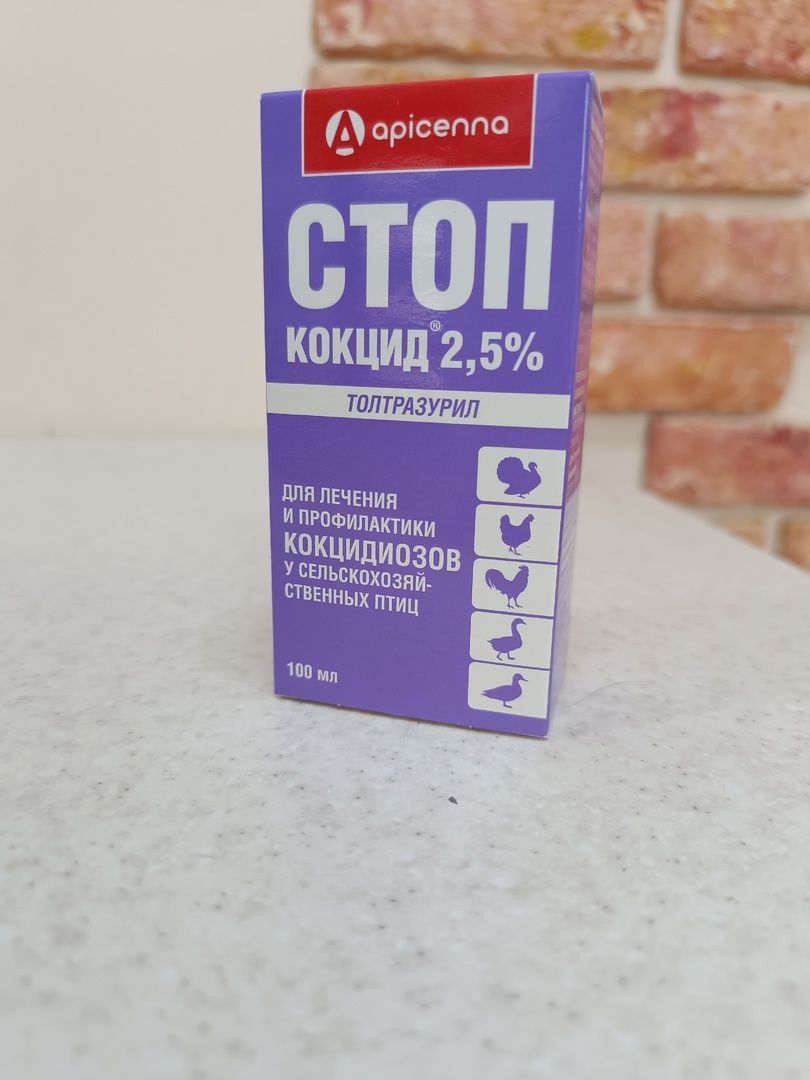 apicenna
СТОП
КОКЦИД® 2,5%
ТОЛТРАЗУРИЛ
ДЛЯ ЛЕЧЕНИЯ
И ПРОФИЛАКТИКИ
КОКЦИДИОЗОВ
У СЕЛЬСКОХОЗЯЙ-
СТВЕННЫХ ПТИЦ
100 мл